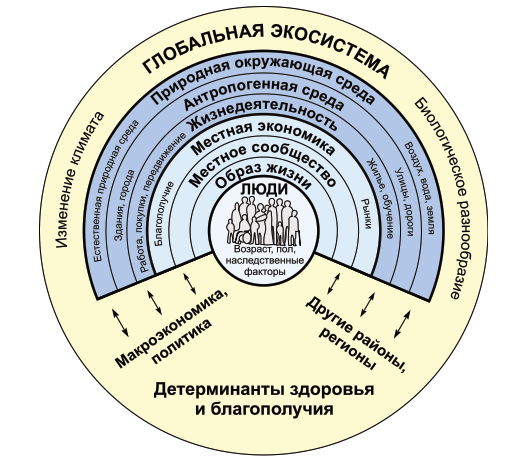 ГЛОБАЛЬНАЯ ЭКОСИСТЕМА
Природная окружающая среда
Антропогенная среда
Жизнедеятельность
Местная экономика
Местное сообщество
Образ жизни
ЛЮДИ
Возраст, пол,
наследственные
факторы
Изменение климата
Естественная природная среда
Здания, города
Работа, покупки, передвижение
Благополучие
Рынки
Жилье, обучение
Улицы, дороги
Воздух, вода, земля
Биологическое разнообразие
Макроэкономика,
политика
Другие районы,
регионы
Детерминанты здоровья
и благополучия